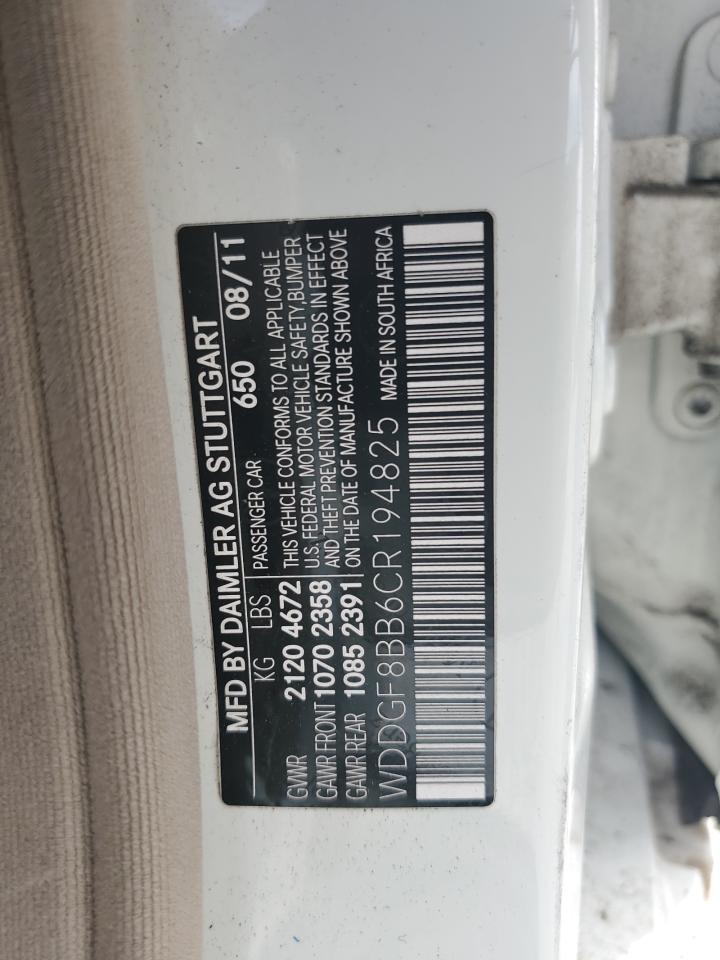 MFD BY DAIMLER AG STUTTGART
650 08/11
KG LBS PASSENGER CAR
GVWR 2120 4672 THIS VEHICLE CONFORMS TO ALL APPLICABLE
GAWR FRONT 1070 2358 U.S. FEDERAL MOTOR VEHICLE SAFETY, BUMPER
GAWR REAR 1085 2391 AND THEFT PREVENTION STANDARDS IN EFFECT
ON THE DATE OF MANUFACTURE SHOWN ABOVE
WDDGF8BB6CR194825 MADE IN SOUTH AFRICA